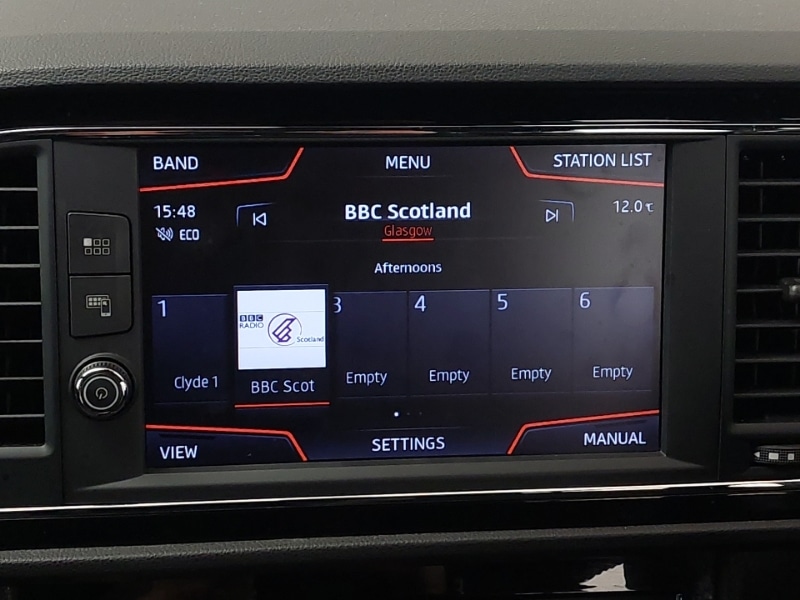 BAND
MENU
STATION LIST
15:48
ECO
BBC Scotland
Glasgow
12.0 ℃
Afternoons
1
3
4
5
6
BBC
RADIO
Scotland
Clyde 1
BBC Scot
Empty
Empty
Empty
Empty
VIEW
SETTINGS
MANUAL